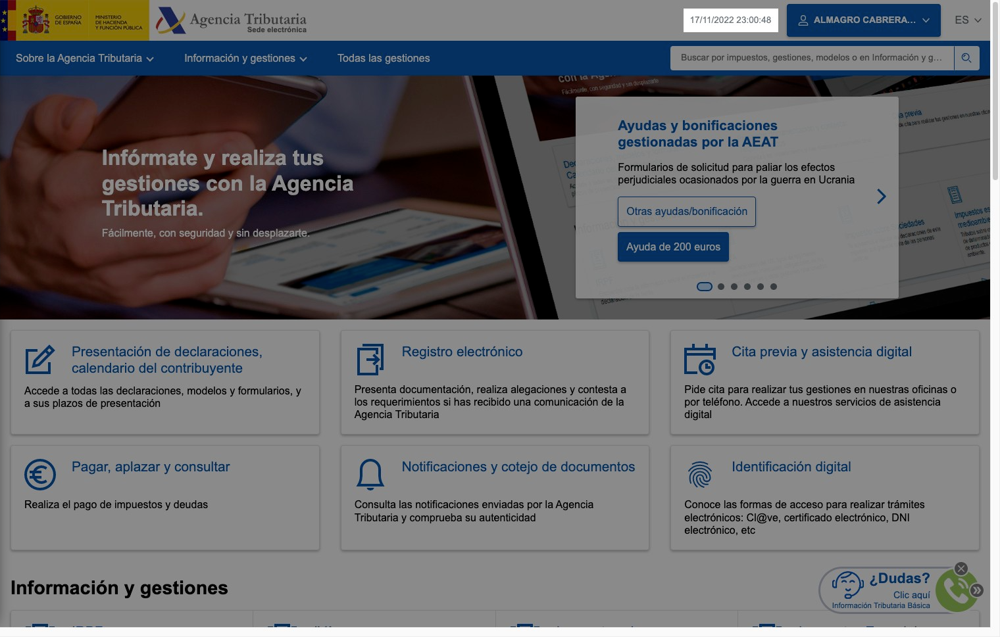 GOBIERNO
DE ESPAÑA
MINISTERIO
DE HACIENDA
Y FUNCIÓN PÚBLICA
Agencia Tributaria
Sede electrónica
17/11/2022 23:00:48
ALMAGRO CABRERA...
ES
Sobre la Agencia Tributaria
Información y gestiones
Todas las gestiones
Buscar por impuestos, gestiones, modelos o en Información y g...
Infórmate y realiza tus
gestiones con la Agencia
Tributaria.
Fácilmente, con seguridad y sin desplazarte.
Ayudas y bonificaciones
gestionadas por la AEAT
Formularios de solicitud para paliar los efectos
perjudiciales ocasionados por la guerra en Ucrania
Otras ayudas/bonificación
Ayuda de 200 euros
Presentación de declaraciones,
calendario del contribuyente
Accede a todas las declaraciones, modelos y formularios, y
a sus plazos de presentación
Registro electrónico
Presenta documentación, realiza alegaciones y contesta a
los requerimientos si has recibido una comunicación de la
Agencia Tributaria
Cita previa y asistencia digital
Pide cita para realizar tus gestiones en nuestras oficinas o
por teléfono. Accede a nuestros servicios de asistencia
digital
Pagar, aplazar y consultar
Realiza el pago de impuestos y deudas
Notificaciones y cotejo de documentos
Consulta las notificaciones enviadas por la Agencia
Tributaria y comprueba su autenticidad
Identificación digital
Conoce las formas de acceso para realizar trámites
electrónicos: Cl@ve, certificado electrónico, DNI
electrónico, etc
Información y gestiones
¿Dudas?
Clic aquí
Información Tributaria Básica